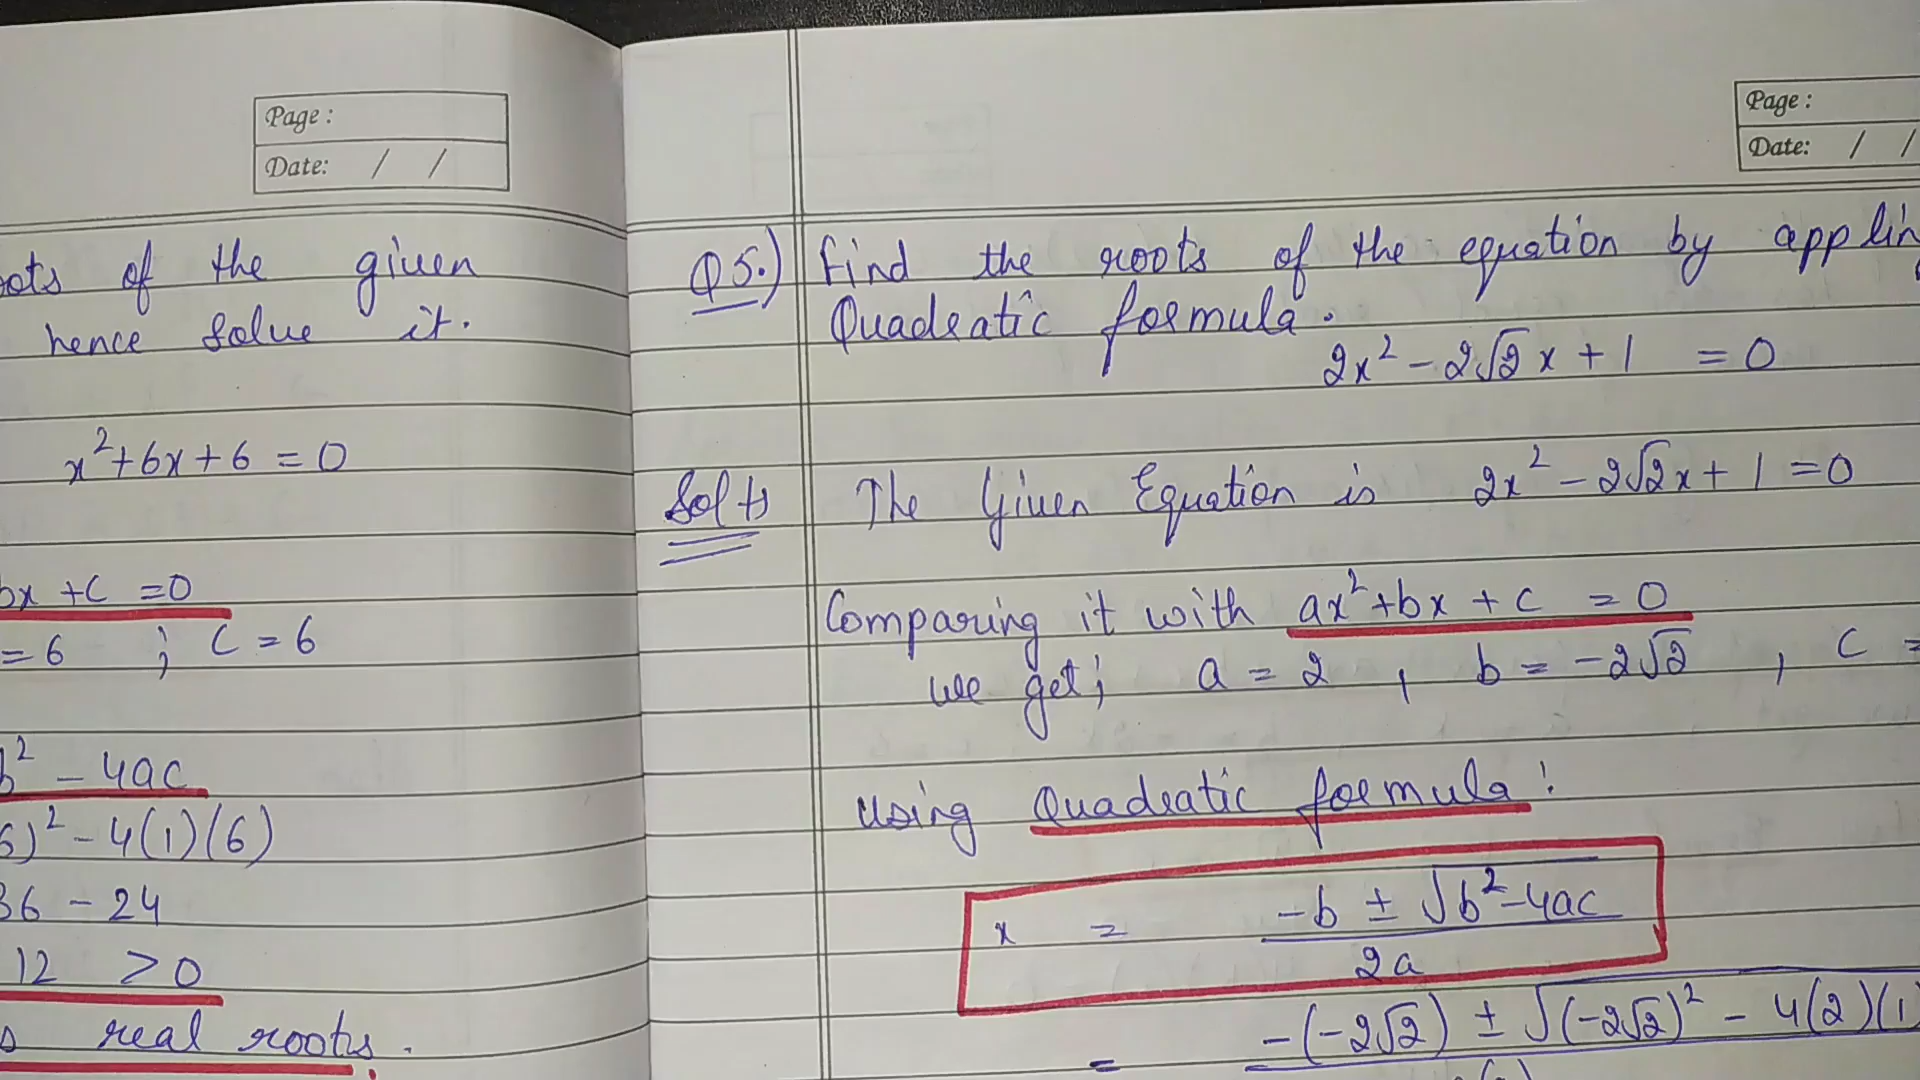 Page :
Date: / /
of the given
hence solve it.
x²+6x+6 = 0
bx +c =0
= 6 ; C = 6
b² - 4ac
6)² - 4(1)(6)
36 - 24
12 >0
real roots.
Page :
Date: / /
Q5.) find the roots of the equation by applin
Quadratic formula.
2x² - 2√2 x + 1 = 0
Sol:→ The Given Equation is 2x² - 2√2x + 1 = 0
Comparing it with ax²+bx + c = 0
we get; a = 2 , b = -2√2 , C =
Using Quadratic formula:
x = -b ± √b²-4ac
2a
= -(-2√2) ± √(-2√2)² - 4(2)(1)